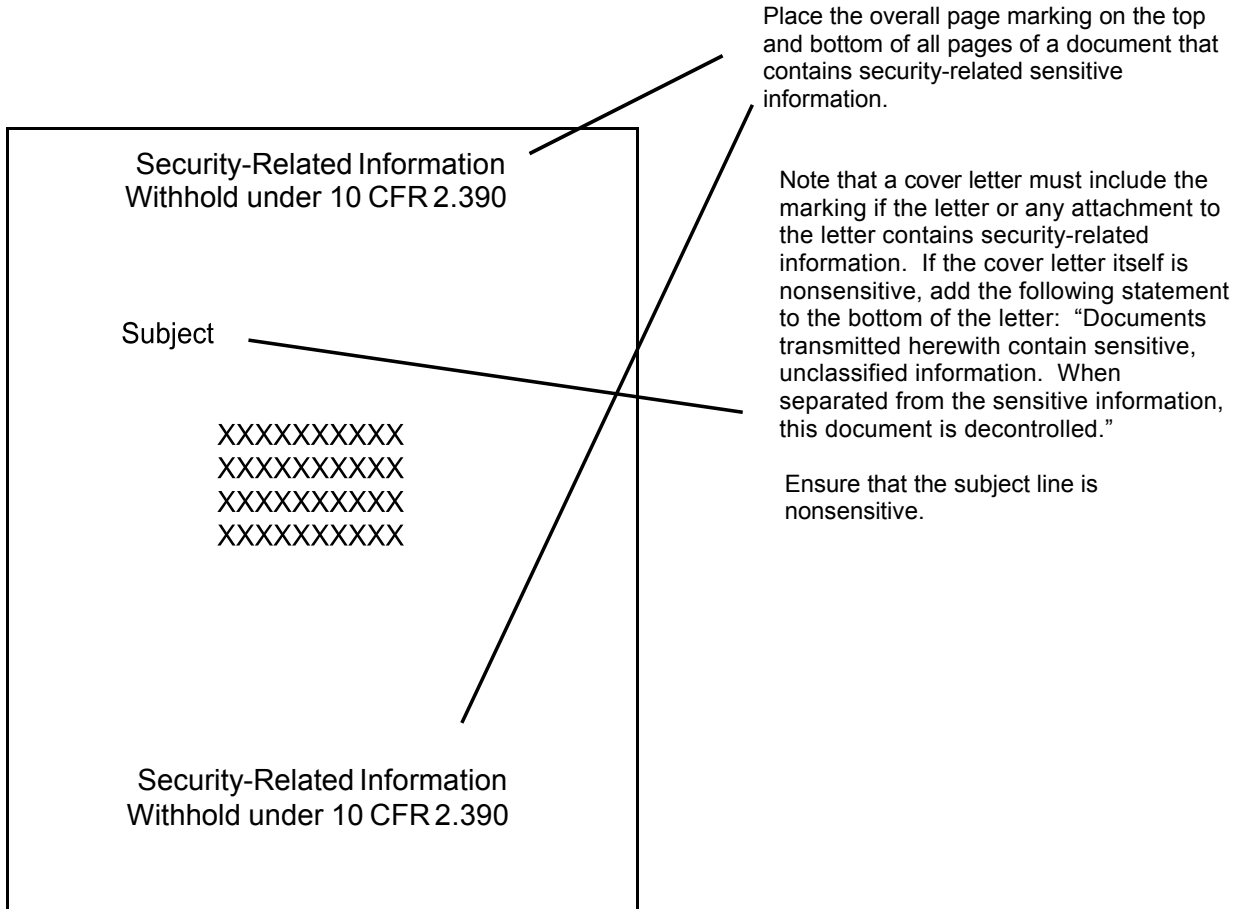 Place the overall page marking on the top
and bottom of all pages of a document that
contains security-related sensitive
information.
Security-Related Information
Withhold under 10 CFR 2.390
Note that a cover letter must include the
marking if the letter or any attachment to
the letter contains security-related
information.  If the cover letter itself is
nonsensitive, add the following statement
to the bottom of the letter:  “Documents
transmitted herewith contain sensitive,
unclassified information.  When
separated from the sensitive information,
this document is decontrolled.”
Subject
XXXXXXXXXX
XXXXXXXXXX
XXXXXXXXXX
XXXXXXXXXX
Ensure that the subject line is
nonsensitive.
Security-Related Information
Withhold under 10 CFR 2.390